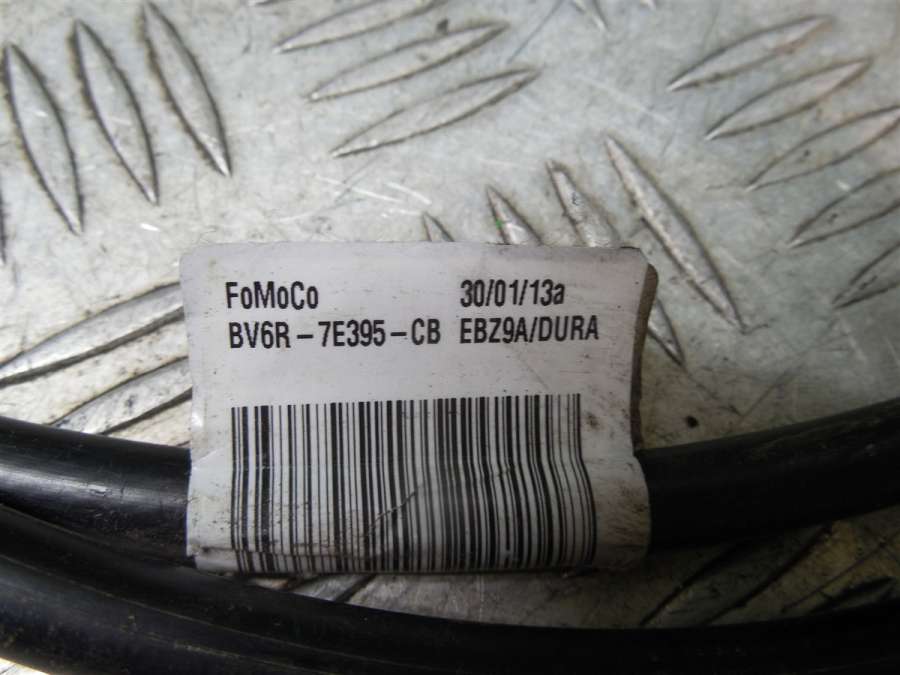 FoMoCo 30/01/13a
BV6R-7E395-CB EBZ9A/DURA